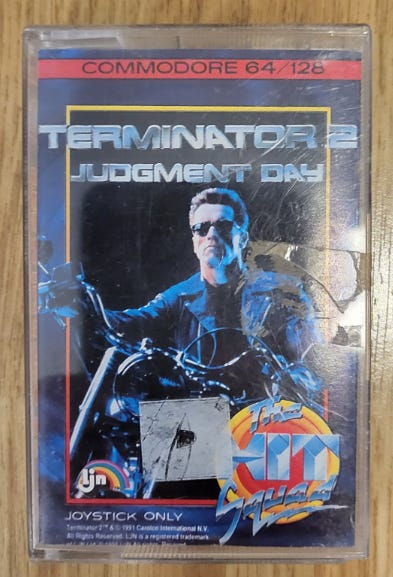 COMMODORE 64/128
TERMINATOR 2
JUDGMENT DAY
The
HIT
Squad
ljn
JOYSTICK ONLY
Terminator 2™ & © 1991 Carolco International N.V.
All Rights Reserved. LJN is a registered trademark